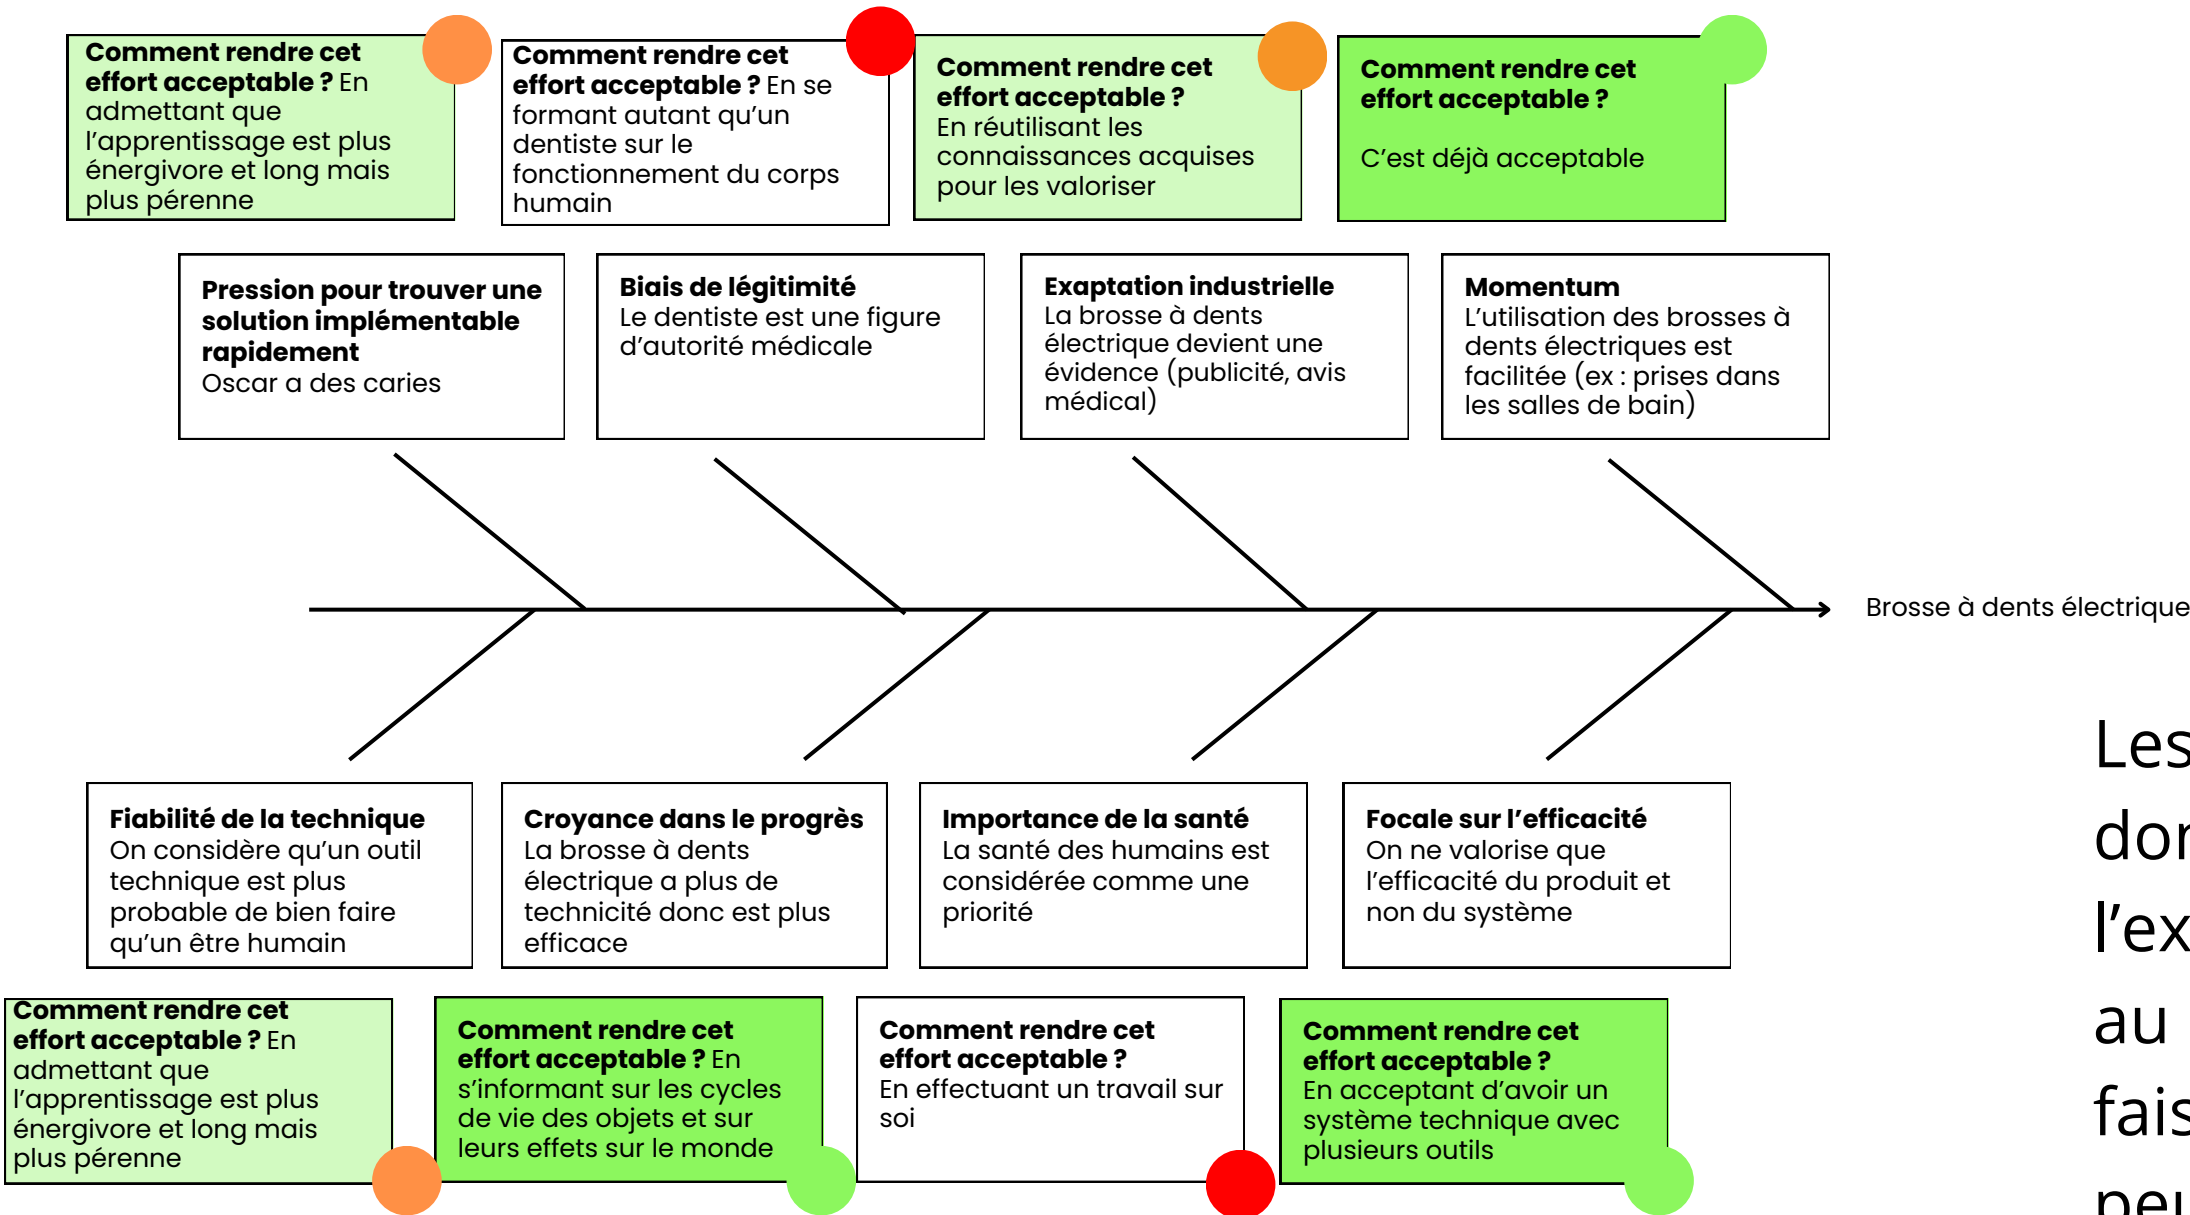 Comment rendre cet
effort acceptable ? En
admettant que
l'apprentissage est plus
énergivore et long mais
plus pérenne
Comment rendre cet
effort acceptable ? En se
formant autant qu'un
dentiste sur le
fonctionnement du corps
humain
Comment rendre cet
effort acceptable ?
En réutilisant les
connaissances acquises
pour les valoriser
Comment rendre cet
effort acceptable ?
C'est déjà acceptable
Pression pour trouver une
solution implémentable
rapidement
Oscar a des caries
Biais de légitimité
Le dentiste est une figure
d'autorité médicale
Exaptation industrielle
La brosse à dents
électrique devient une
évidence (publicité, avis
médical)
Momentum
L'utilisation des brosses à
dents électriques est
facilitée (ex : prises dans
les salles de bain)
Brosse à dents électrique
Fiabilité de la technique
On considère qu'un outil
technique est plus
probable de bien faire
qu'un être humain
Croyance dans le progrès
La brosse à dents
électrique a plus de
technicité donc est plus
efficace
Importance de la santé
La santé des humains est
considérée comme une
priorité
Focale sur l'efficacité
On ne valorise que
l'efficacité du produit et
non du système
Comment rendre cet
effort acceptable ? En
admettant que
l'apprentissage est plus
énergivore et long mais
plus pérenne
Comment rendre cet
effort acceptable ? En
s'informant sur les cycles
de vie des objets et sur
leurs effets sur le monde
Comment rendre cet
effort acceptable ?
En effectuant un travail sur
soi
Comment rendre cet
effort acceptable ?
En acceptant d'avoir un
système technique avec
plusieurs outils
Les
au